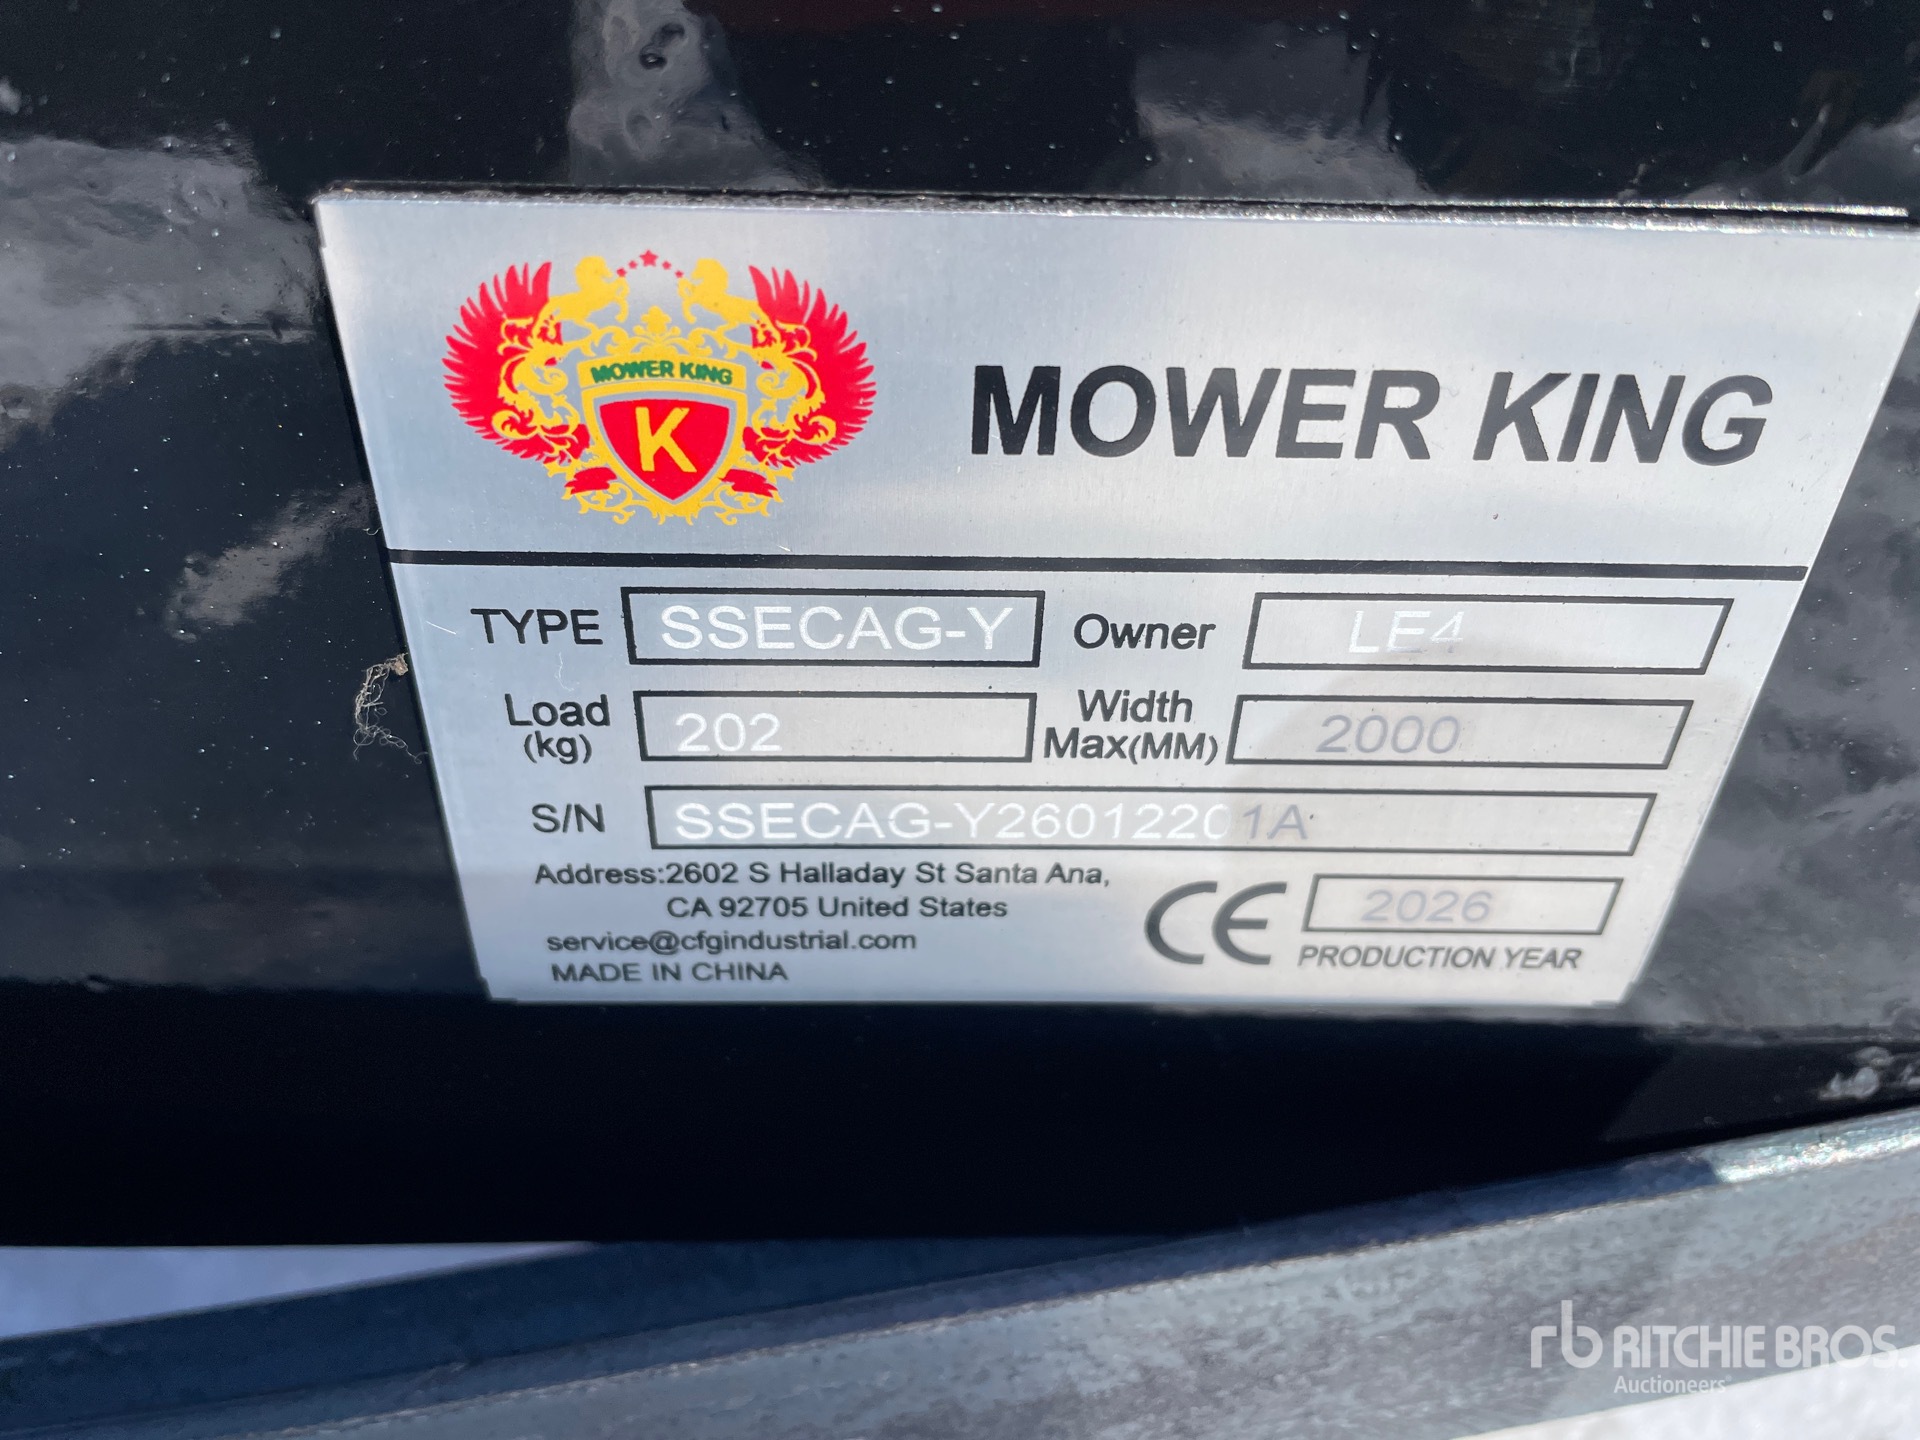 MOWER KING
K
MOWER KING
TYPE SSECAG-Y Owner LE4
Load (kg) 202 Width Max(MM) 2000
S/N SSECAG-Y26012201A
Address:2602 S Halladay St Santa Ana,
CA 92705 United States
service@cfgindustrial.com
MADE IN CHINA
CE 2026
PRODUCTION YEAR
rb RITCHIE BROS.
Auctioneers